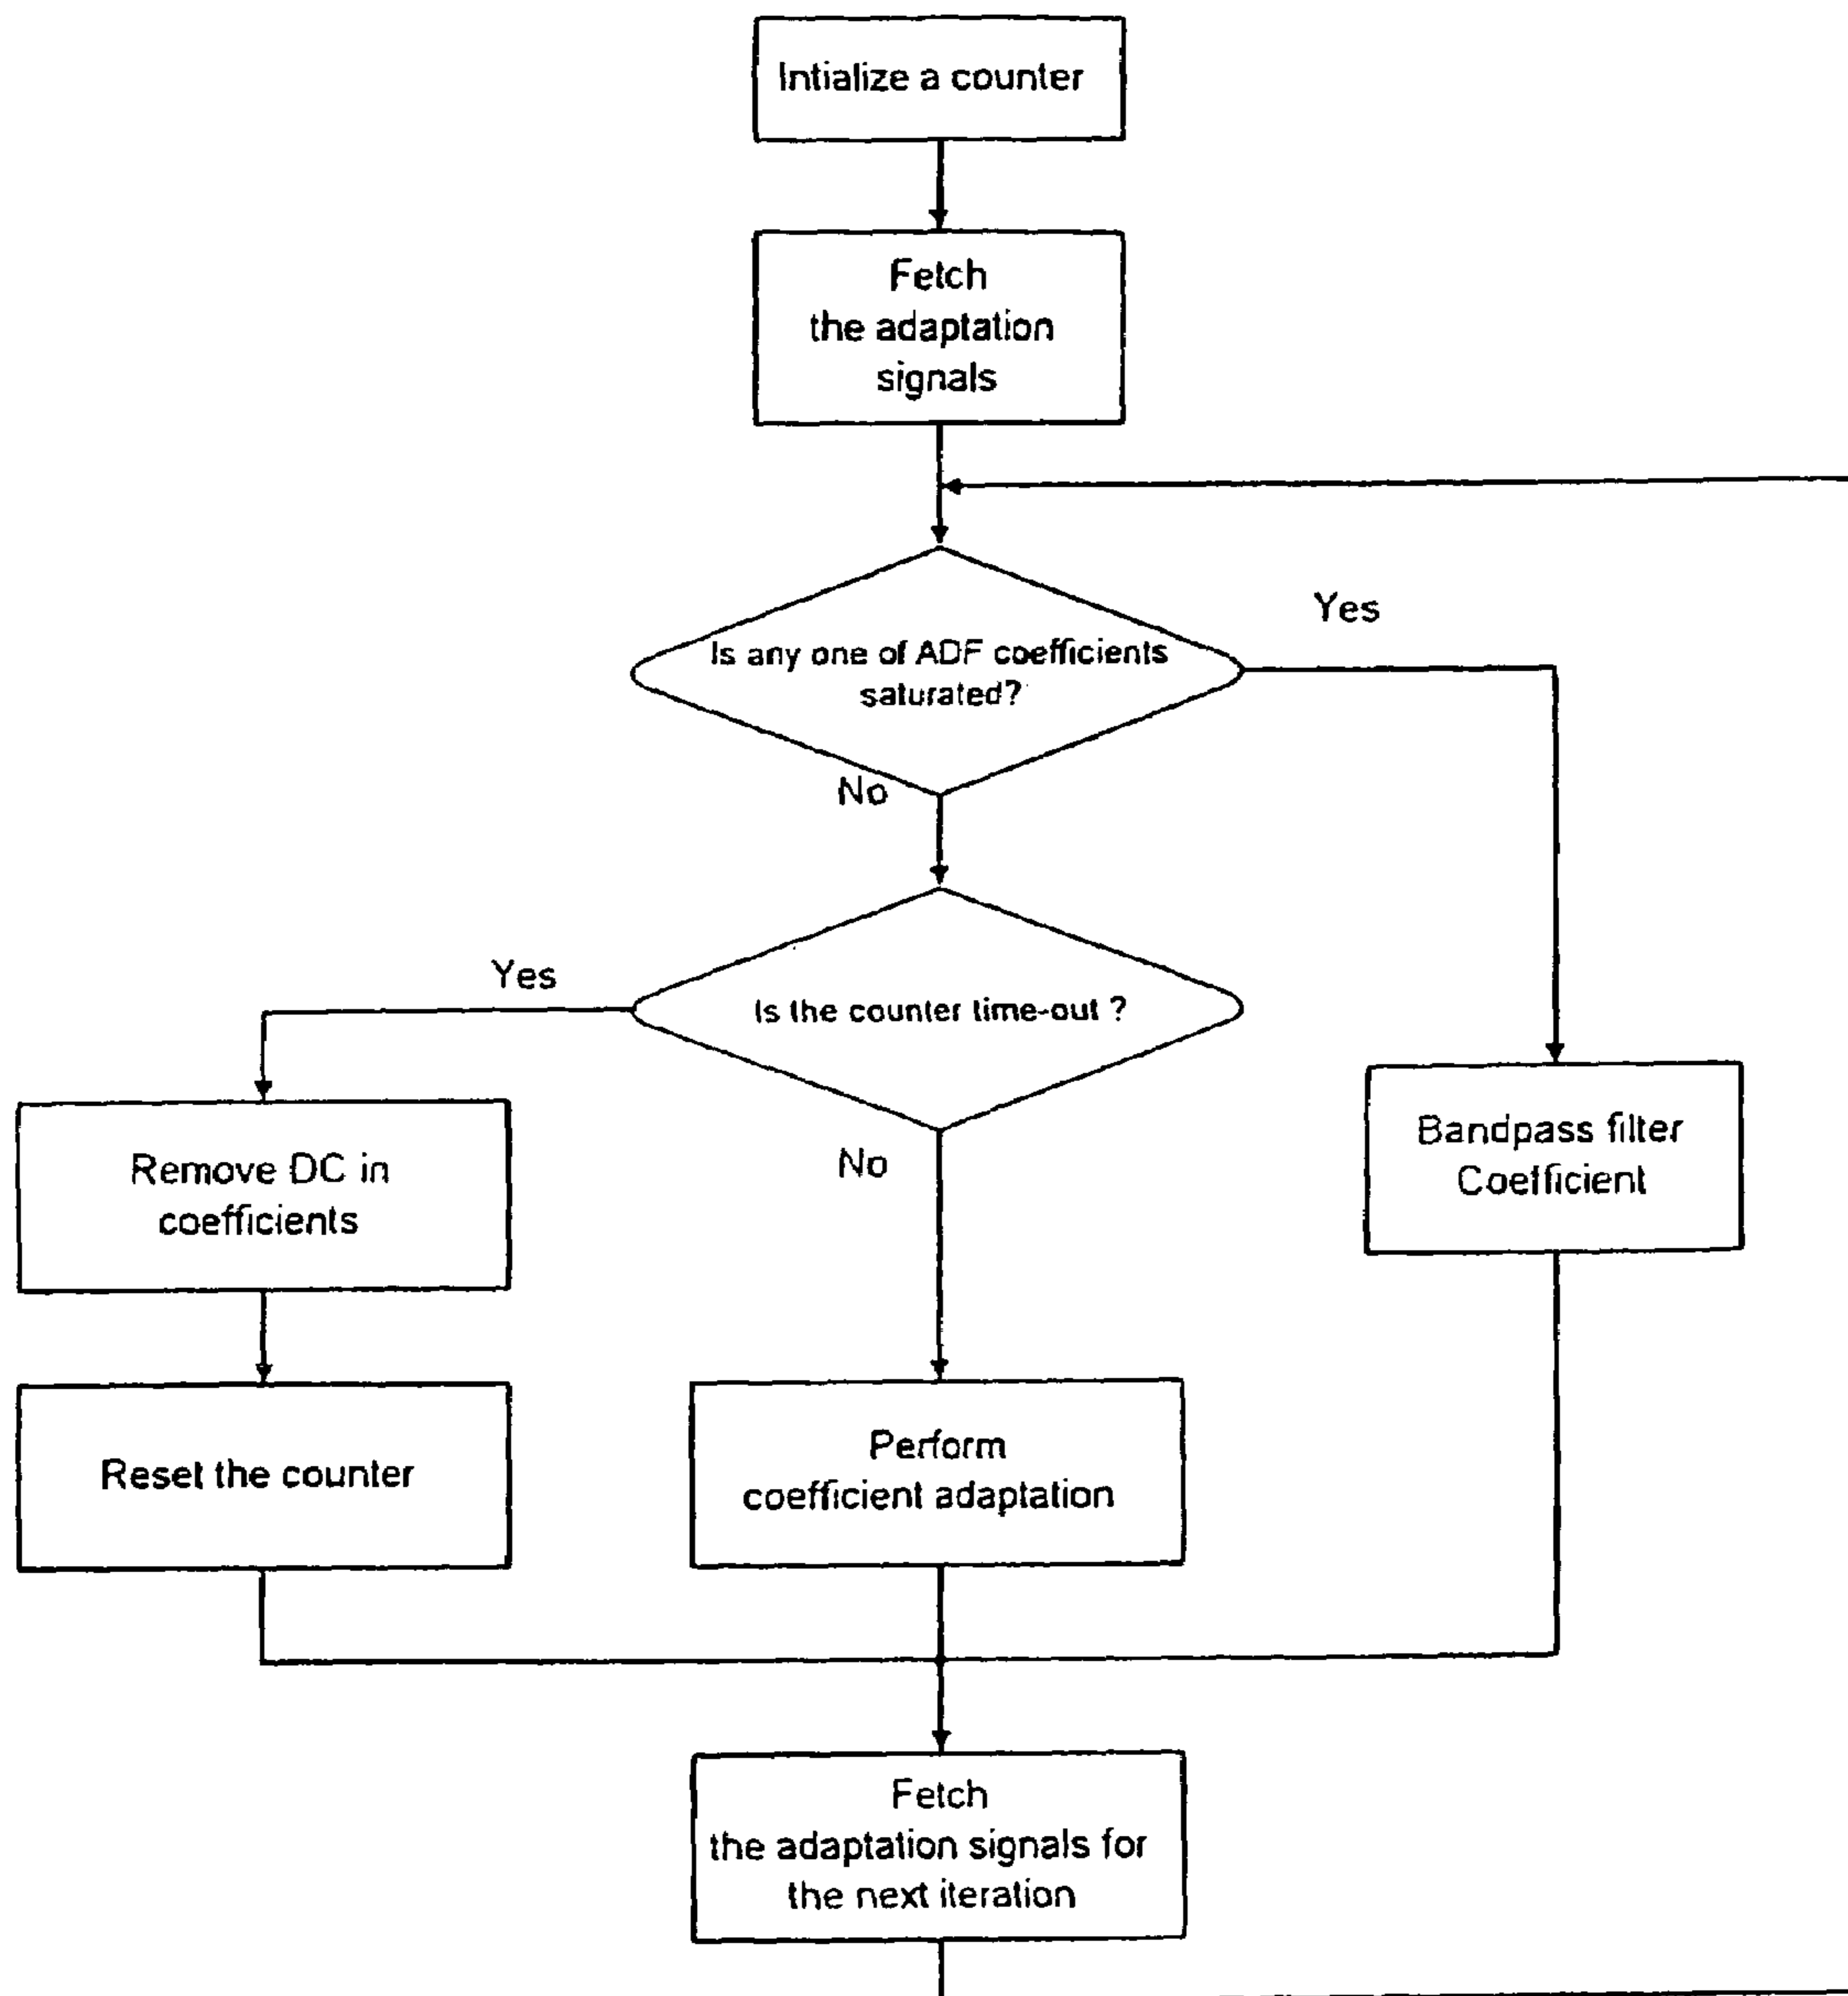 Intialize a counter
Fetch
the adaptation
signals
Yes
Is any one of ADF coefficients
saturated?
No
Yes
Is the counter time-out ?
Bandpass filter
Coefficient
Remove DC in
coefficients
No
Reset the counter
Perform
coefficient adaptation
Fetch
the adaptation signals for
the next iteration